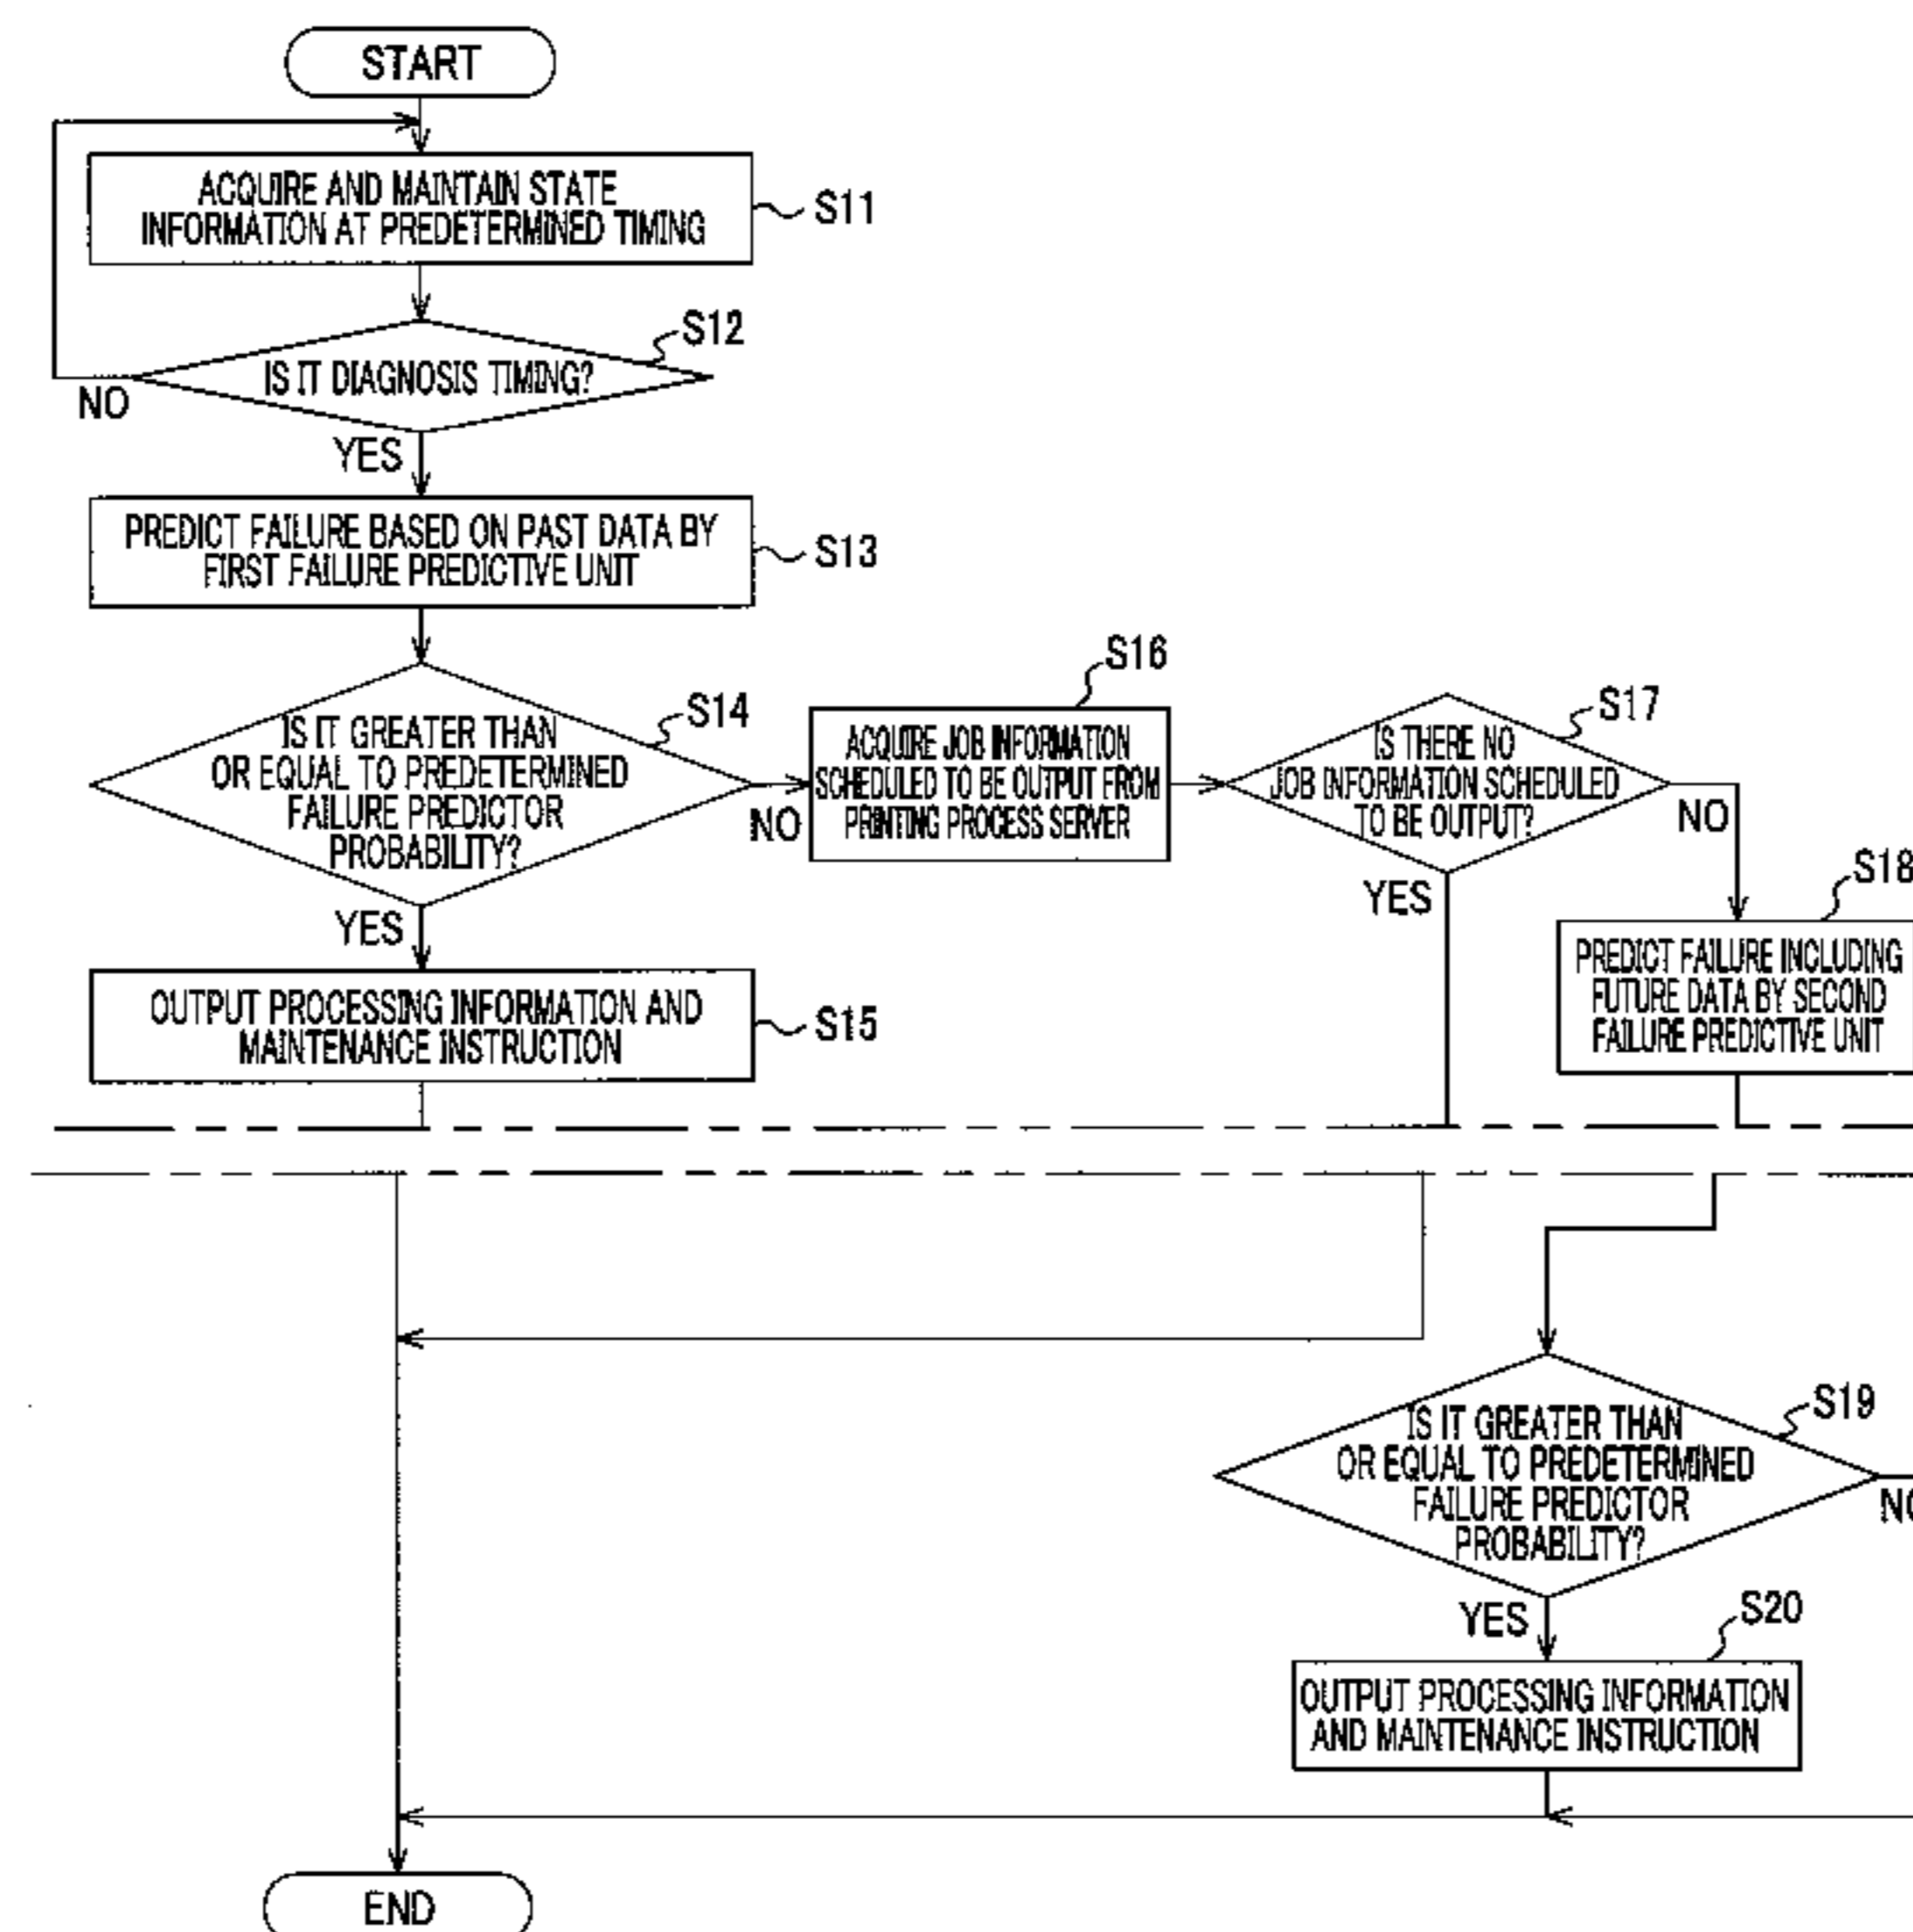 START
ACQUIRE AND MAINTAIN STATE
INFORMATION AT PREDETERMINED TIMING
S11
S12
IS IT DIAGNOSIS TIMING?
NO
YES
PREDICT FAILURE BASED ON PAST DATA BY
FIRST FAILURE PREDICTIVE UNIT
S13
S14
IS IT GREATER THAN
OR EQUAL TO PREDETERMINED
FAILURE PREDICTOR
PROBABILITY?
NO
YES
S16
ACQUIRE JOB INFORMATION
SCHEDULED TO BE OUTPUT FROM
PRINTING PROCESS SERVER
S17
IS THERE NO
JOB INFORMATION SCHEDULED
TO BE OUTPUT?
NO
YES
S18
PREDICT FAILURE INCLUDING
FUTURE DATA BY SECOND
FAILURE PREDICTIVE UNIT
OUTPUT PROCESSING INFORMATION AND
MAINTENANCE INSTRUCTION
S15
S19
IS IT GREATER THAN
OR EQUAL TO PREDETERMINED
FAILURE PREDICTOR
PROBABILITY?
NO
YES
S20
OUTPUT PROCESSING INFORMATION
AND MAINTENANCE INSTRUCTION
END